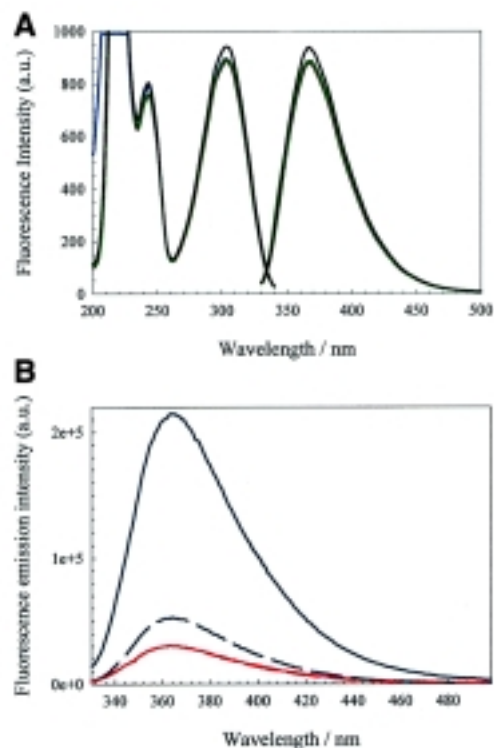 A
Fluorescence Intensity (a.u.)
1000
800
600
400
200
0
200 250 300 350 400 450 500
Wavelength / nm
B
Fluorescence emission intensity (a.u.)
2e+5
1e+5
0e+0
340 360 380 400 420 440 460 480
Wavelength / nm